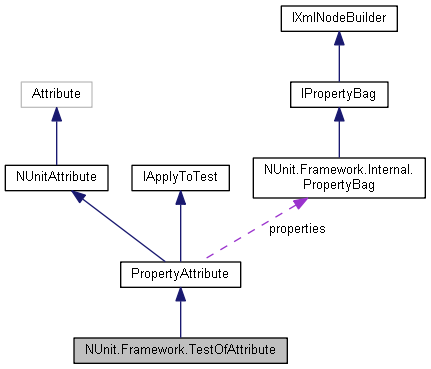 IXmlNodeBuilder
Attribute
IPropertyBag
NUnitAttribute
IApplyToTest
NUnit.Framework.Internal.
PropertyBag
properties
PropertyAttribute
NUnit.Framework.TestOfAttribute